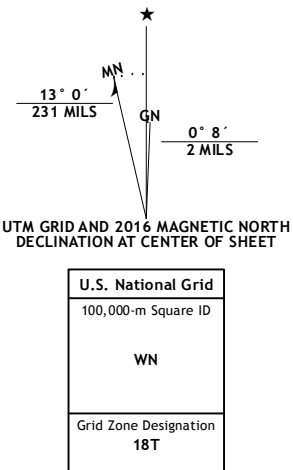 ★
MN
13° 0´
231 MILS
GN
0° 8´
2 MILS
UTM GRID AND 2016 MAGNETIC NORTH
DECLINATION AT CENTER OF SHEET
U.S. National Grid
100,000-m Square ID
WN
Grid Zone Designation
18T